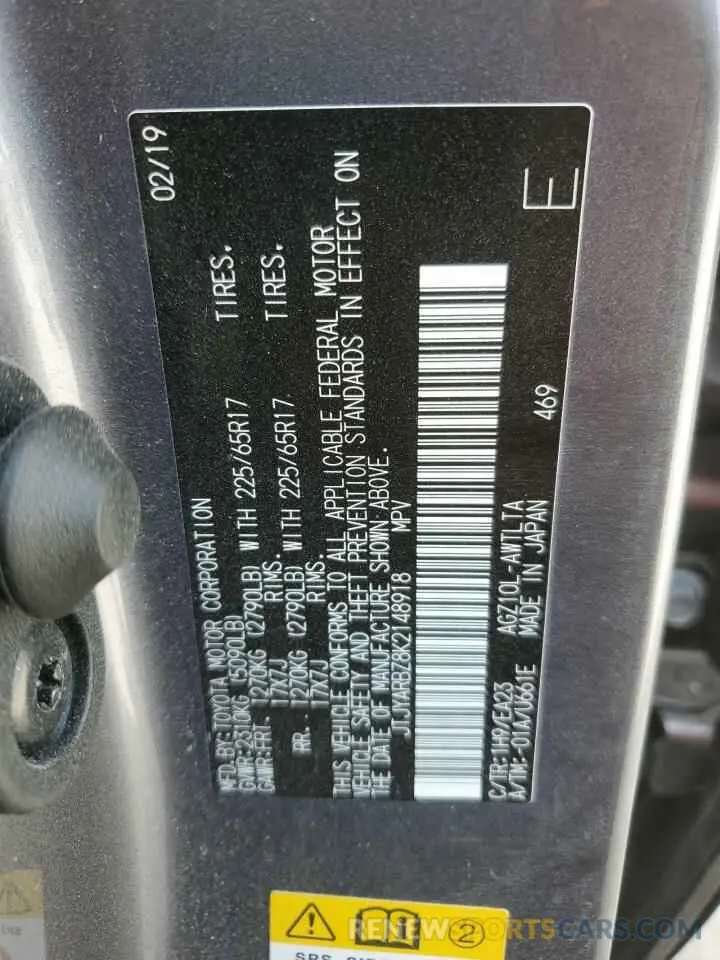 MFD. BY: TOYOTA MOTOR CORPORATION 02/19
GVWR: 2310KG (5090LB)
GAWR: FRT. 1270KG (2790LB) WITH 225/65R17 TIRES.
17X7J RIMS.
RR. 1270KG (2790LB) WITH 225/65R17 TIRES.
17X7J RIMS.
THIS VEHICLE CONFORMS TO ALL APPLICABLE FEDERAL MOTOR
VEHICLE SAFETY AND THEFT PREVENTION STANDARDS IN EFFECT ON
THE DATE OF MANUFACTURE SHOWN ABOVE.
JTJYARBZ8K2148918 MPV
C/TR: 1H9/EA23 AGZ10L-AWTLTA 469
A/TM: -01A/U661E MADE IN JAPAN
E
2
SRS
RENEWSPORTSCARS.COM